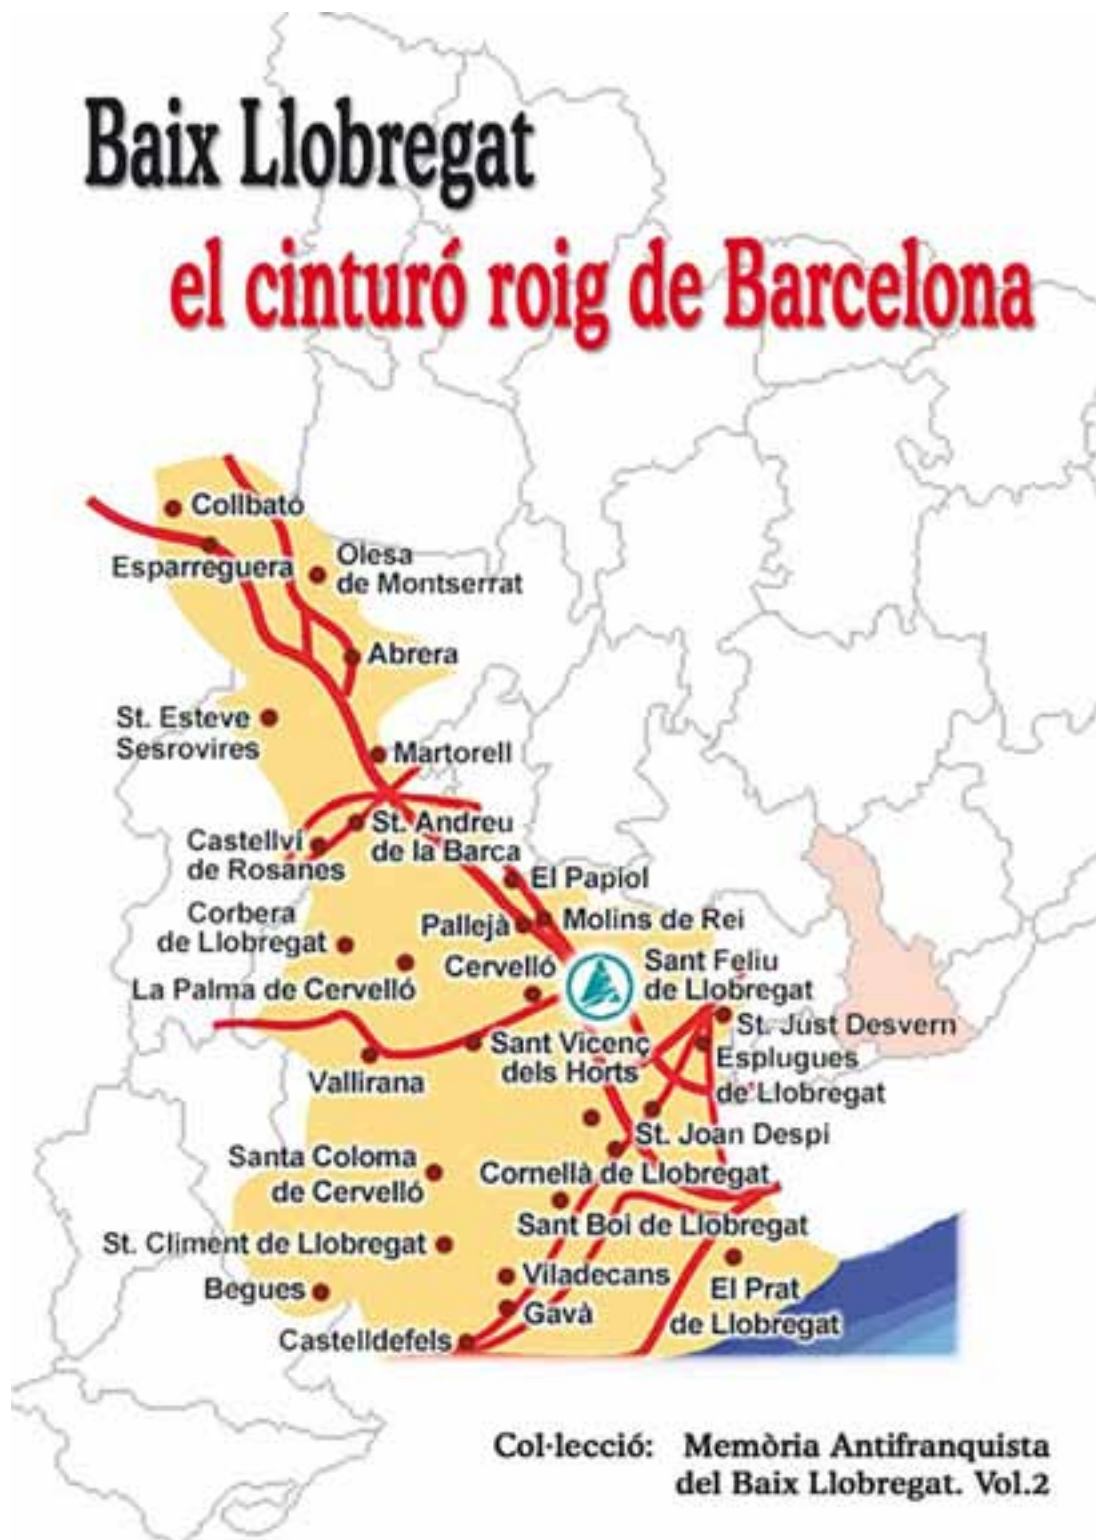 Baix Llobregat
el cinturó roig de Barcelona
Collbató
Esparreguera
Olesa
de Montserrat
Abrera
St. Esteve
Sesrovires
Martorell
St. Andreu
de la Barca
Castellví
de Rosanes
El Papiol
Corbera
de Llobregat
Pallejà
Molins de Rei
La Palma de Cervelló
Cervelló
Sant Feliu
de Llobregat
St. Just Desvern
Sant Vicenç
dels Horts
Esplugues
de Llobregat
Vallirana
St. Joan Despi
Santa Coloma
de Cervelló
Cornellà de Llobregat
Sant Boi de Llobregat
St. Climent de Llobregat
Viladecans
Begues
Gavà
El Prat
de Llobregat
Castelldefels
Col·lecció: Memòria Antifranquista
del Baix Llobregat. Vol.2